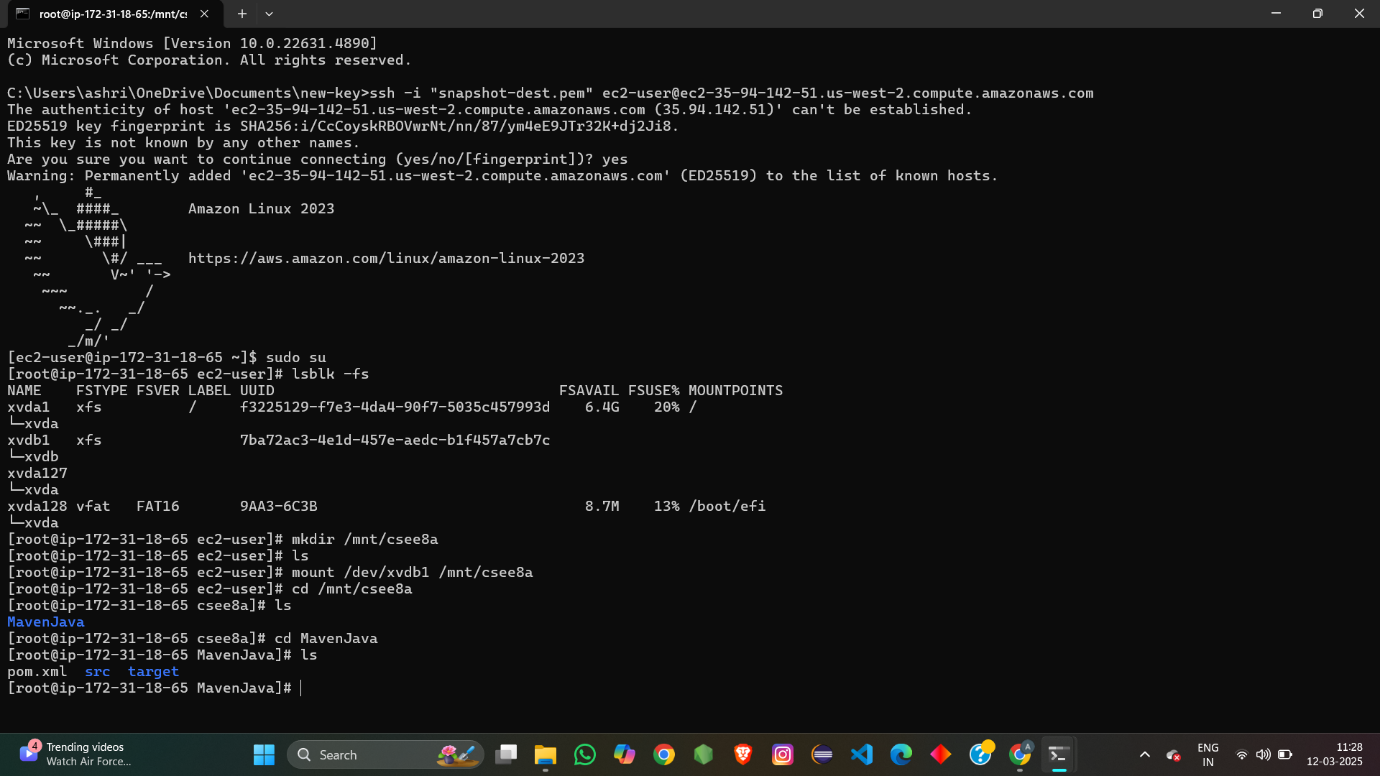 root@ip-172-31-18-65:/mnt/cs
Microsoft Windows [Version 10.0.22631.4890]
(c) Microsoft Corporation. All rights reserved.
C:\Users\ashri\OneDrive\Documents\new-key>ssh -i "snapshot-dest.pem" ec2-user@ec2-35-94-142-51.us-west-2.compute.amazonaws.com
The authenticity of host 'ec2-35-94-142-51.us-west-2.compute.amazonaws.com (35.94.142.51)' can't be established.
ED25519 key fingerprint is SHA256:i/CcCoyskRBOVwrNt/nn/87/ym4eE9JTr32K+dj2Ji8.
This key is not known by any other names.
Are you sure you want to continue connecting (yes/no/[fingerprint])? yes
Warning: Permanently added 'ec2-35-94-142-51.us-west-2.compute.amazonaws.com' (ED25519) to the list of known hosts.
   ,     #_
   ~\_  ####_        Amazon Linux 2023
  ~~  \_#####\
  ~~     \###|
  ~~       \#/ ___   https://aws.amazon.com/linux/amazon-linux-2023
   ~~       V~' '->
    ~~~         /
      ~~._.   _/
         _/ _/
       _/m/'
[ec2-user@ip-172-31-18-65 ~]$ sudo su
[root@ip-172-31-18-65 ec2-user]# lsblk -fs
NAME    FSTYPE FSVER LABEL UUID                                 FSAVAIL FSUSE% MOUNTPOINTS
xvda1   xfs          /     f3225129-f7e3-4da4-90f7-5035c457993d    6.4G    20% /
└─xvda
xvdb1   xfs                7ba72ac3-4e1d-457e-aedc-b1f457a7cb7c
└─xvdb
xvda127
└─xvda
xvda128 vfat   FAT16       9AA3-6C3B                               8.7M    13% /boot/efi
└─xvda
[root@ip-172-31-18-65 ec2-user]# mkdir /mnt/csee8a
[root@ip-172-31-18-65 ec2-user]# ls
[root@ip-172-31-18-65 ec2-user]# mount /dev/xvdb1 /mnt/csee8a
[root@ip-172-31-18-65 ec2-user]# cd /mnt/csee8a
[root@ip-172-31-18-65 csee8a]# ls
MavenJava
[root@ip-172-31-18-65 csee8a]# cd MavenJava
[root@ip-172-31-18-65 MavenJava]# ls
pom.xml  src  target
[root@ip-172-31-18-65 MavenJava]#
4
Trending videos
Watch Air Force...
Search
A
ENG
IN
11:28
12-03-2025